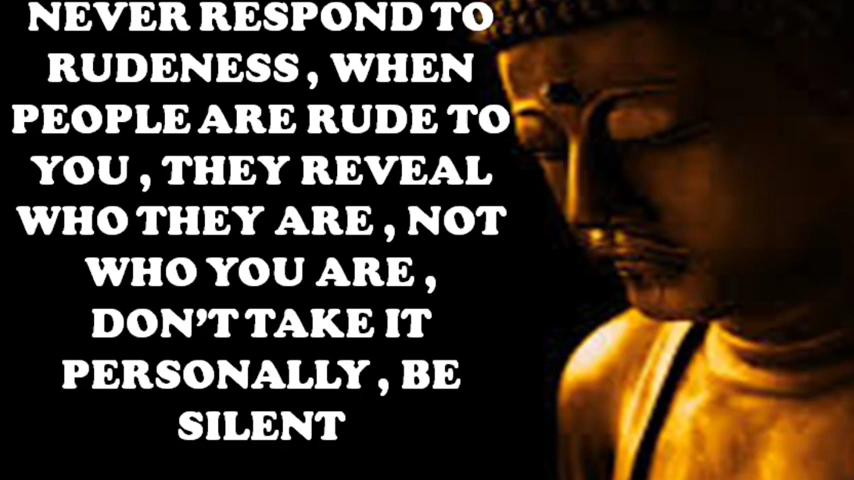 NEVER RESPOND TO
RUDENESS , WHEN
PEOPLE ARE RUDE TO
YOU , THEY REVEAL
WHO THEY ARE , NOT
WHO YOU ARE ,
DON’T TAKE IT
PERSONALLY , BE
SILENT